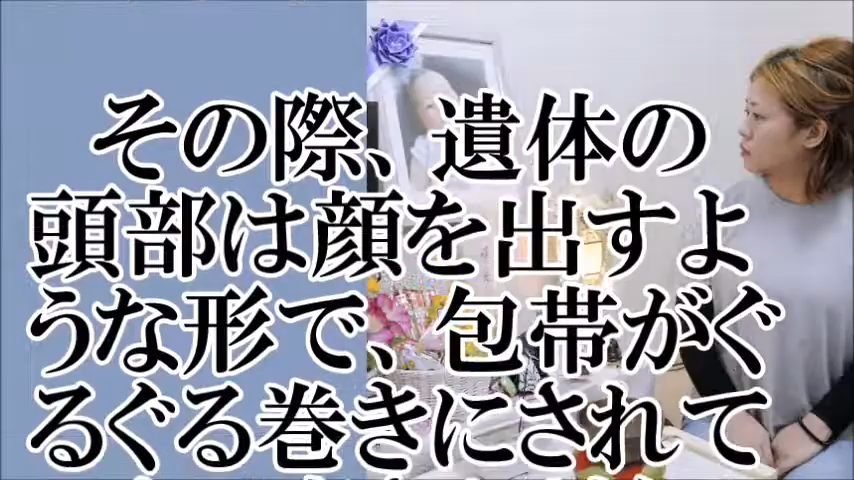 その際、遺体の
頭部は顔を出すよ
うな形で、包帯がぐ
るぐる巻きにされて